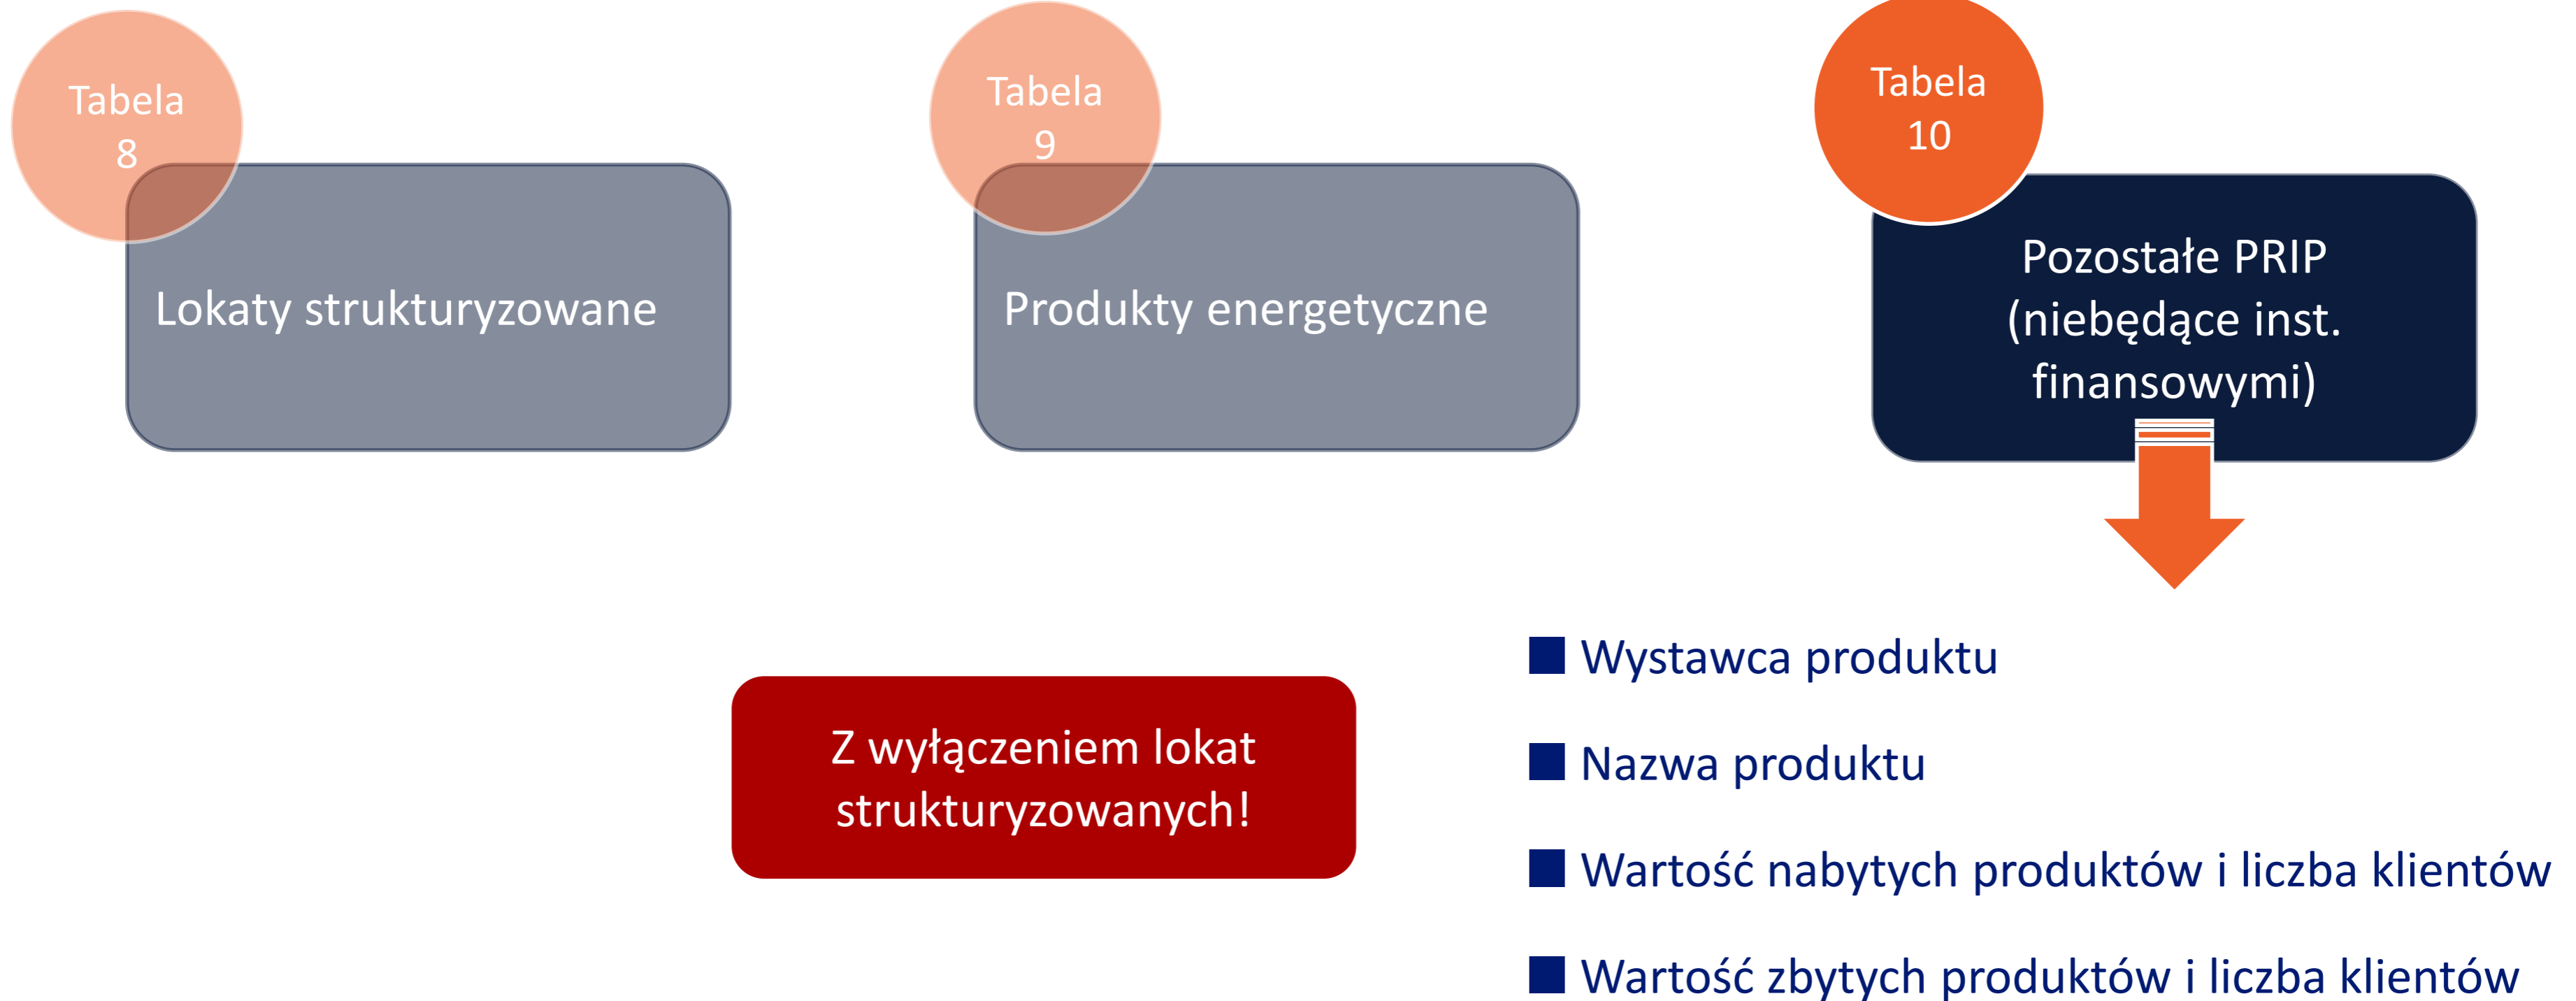 Tabela
8
Lokaty strukturyzowane
Tabela
9
Produkty energetyczne
Tabela
10
Pozostałe PRIP
(niebędące inst.
finansowymi)
Z wyłączeniem lokat
strukturyzowanych!
Wystawca produktu
Nazwa produktu
Wartość nabytych produktów i liczba klientów
Wartość zbytych produktów i liczba klientów